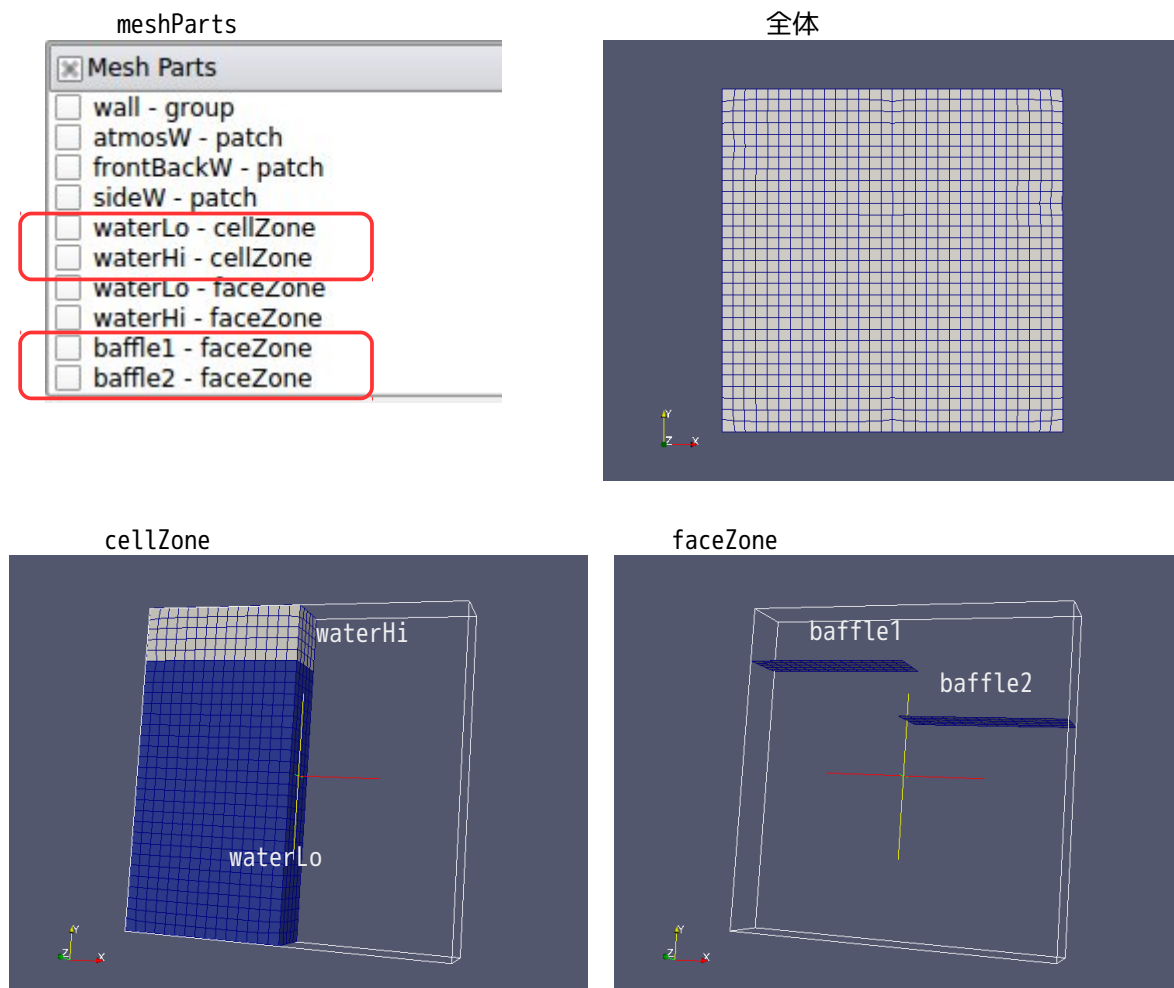 meshParts
Mesh Parts
wall - group
atmosW - patch
frontBackW - patch
sideW - patch
waterLo - cellZone
waterHi - cellZone
waterLo - faceZone
waterHi - faceZone
baffle1 - faceZone
baffle2 - faceZone
全体
Y
Z X
cellZone
waterHi
waterLo
Y
Z X
faceZone
baffle1
baffle2
Y
Z X